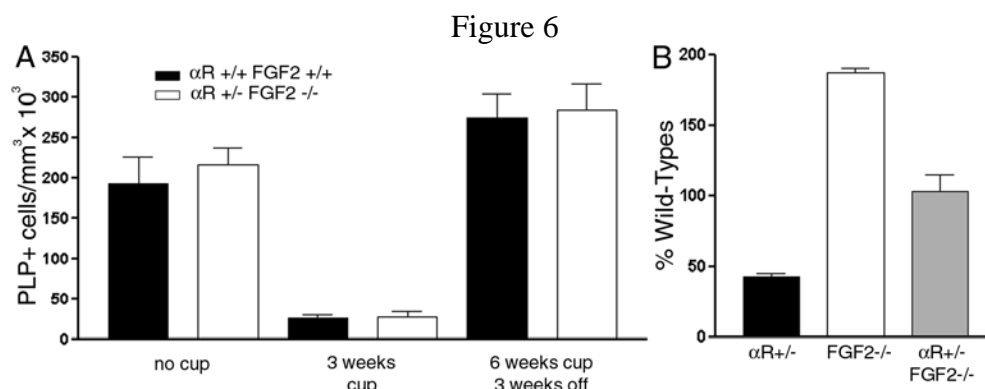 Figure 6
A
350
300
250
200
150
100
50
0
PLP+ cells/mm³x 10³
αR +/+ FGF2 +/+
αR +/- FGF2 -/-
no cup
3 weeks
cup
6 weeks cup
3 weeks off
B
200
150
100
50
0
% Wild-Types
αR+/-
FGF2-/-
αR+/-
FGF2-/-